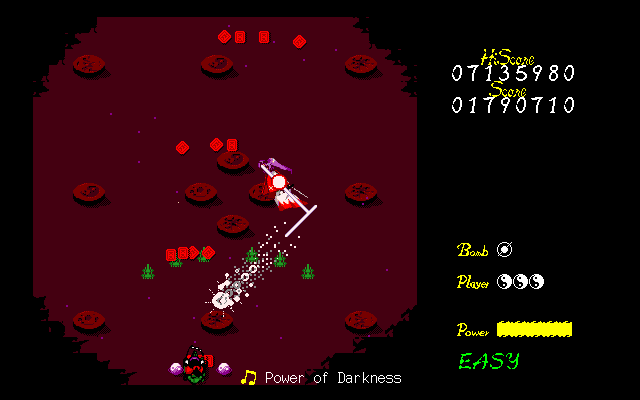 HiScore
07135980
Score
01790710
Bomb
Player
Power
EASY
Power of Darkness